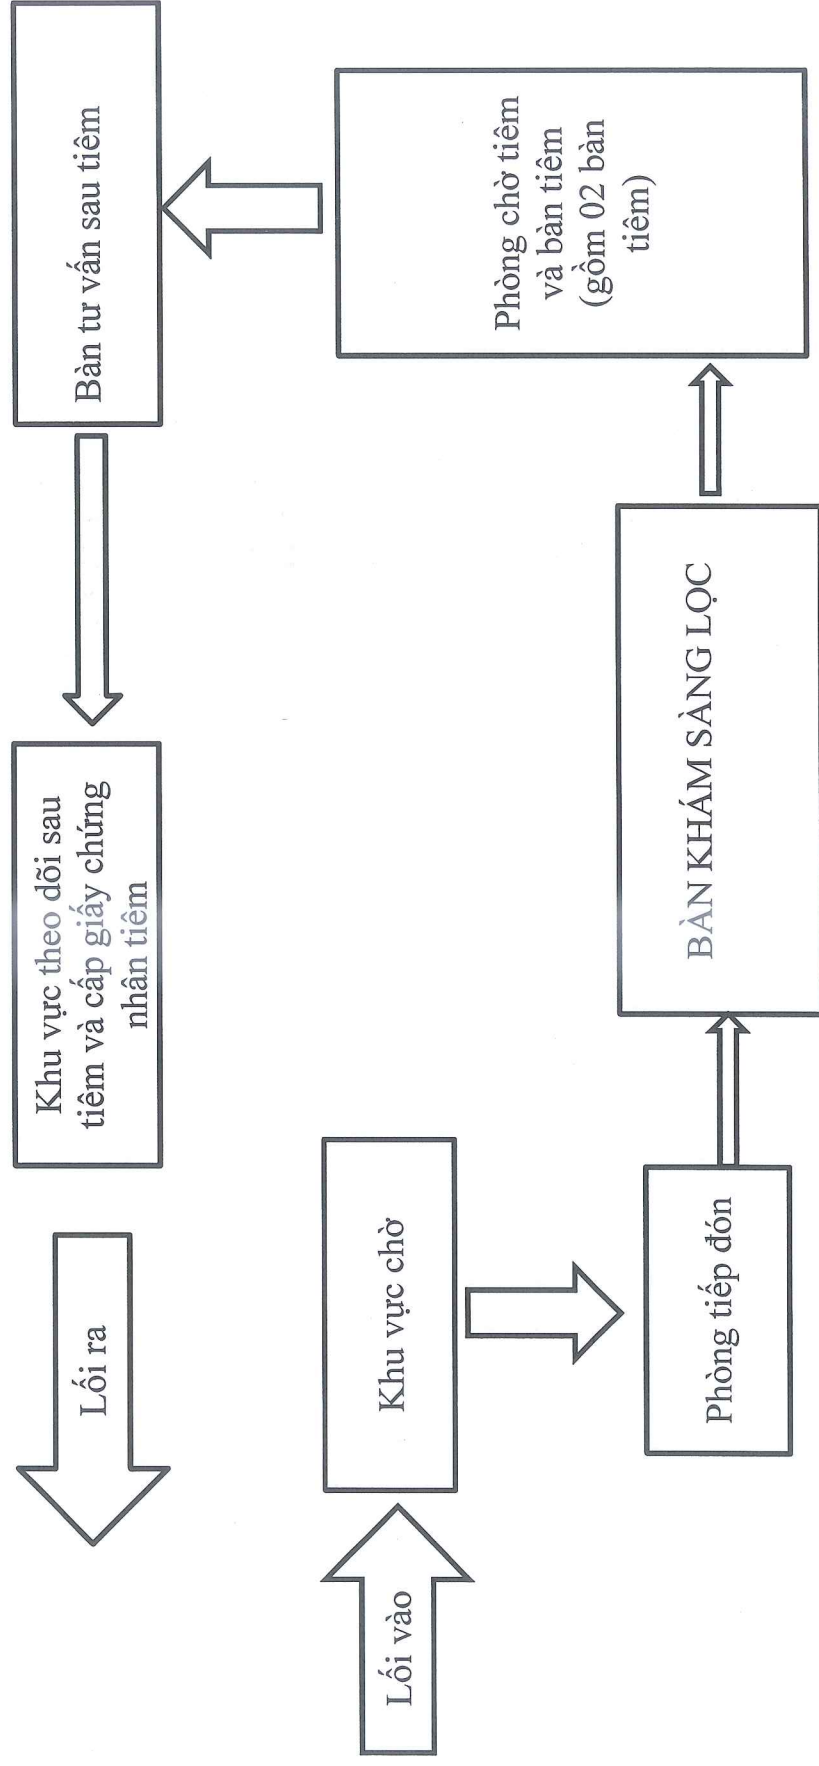 Bàn tư vấn sau tiêm
Khu vực theo dõi sau
tiêm và cấp giấy chứng
nhân tiêm
Lối ra
Lối vào
Khu vực chờ
Phòng tiếp đón
BÀN KHÁM SÀNG LỌC
Phòng chờ tiêm
và bàn tiêm
(gồm 02 bàn
tiêm)